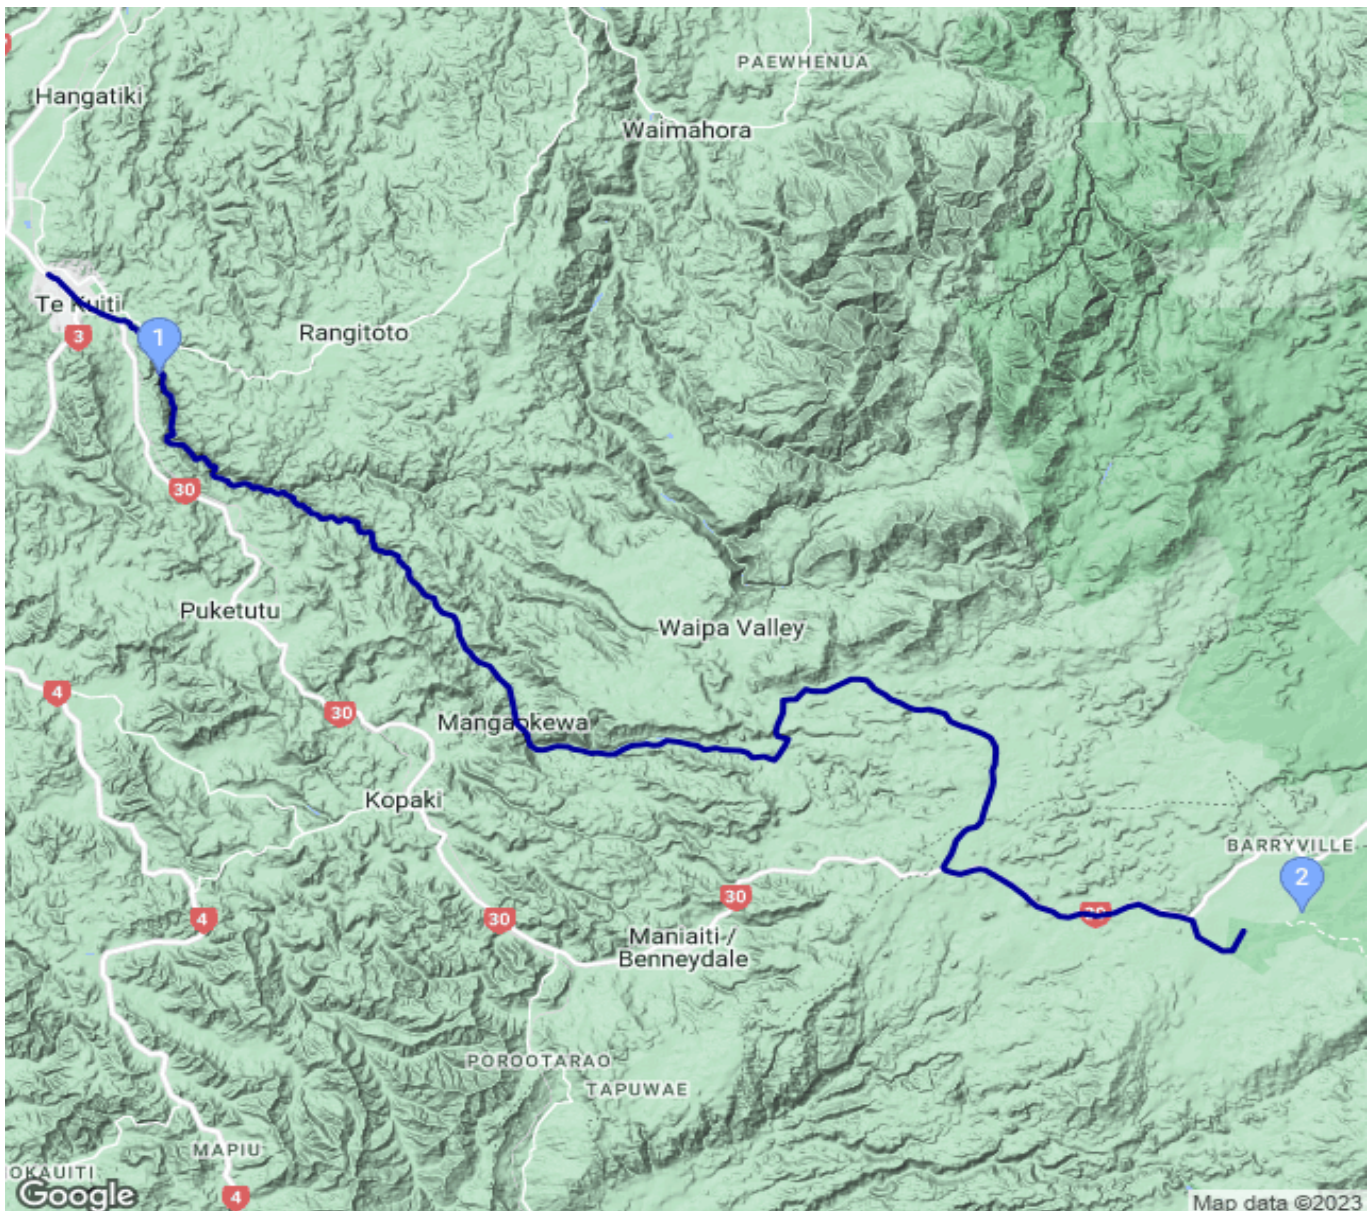 PAEWHENUA
Hangatiki
Waimahora
Te Kuiti
1
3
Rangitoto
30
Puketutu
Waipa Valley
4
30
Mangaokewa
Kopaki
BARRYVILLE
2
30
4
30
30
Maniaiti /
Benneydale
POROOTARAO
TAPUWAE
MAPIU
OKAUITI
4
Google
Map data ©2023